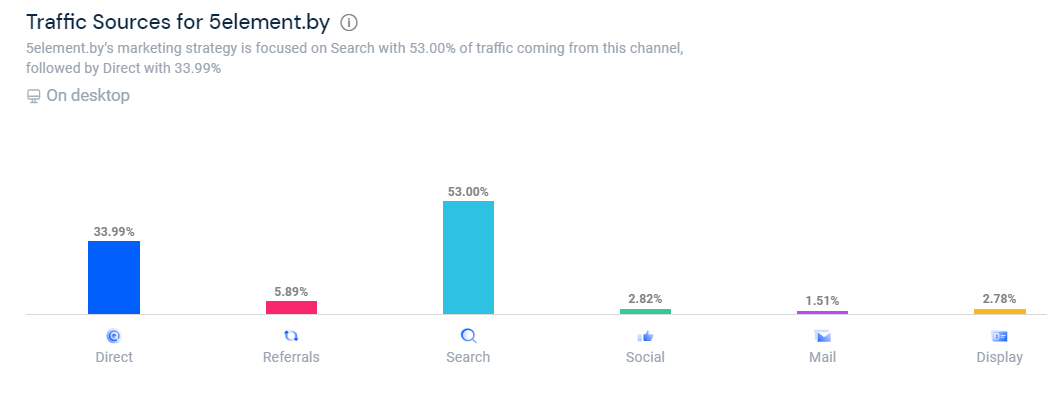 Traffic Sources for 5element.by
5element.by's marketing strategy is focused on Search with 53.00% of traffic coming from this channel,
followed by Direct with 33.99%
On desktop
33.99%
5.89%
53.00%
2.82%
1.51%
2.78%
Direct
Referrals
Search
Social
Mail
Display